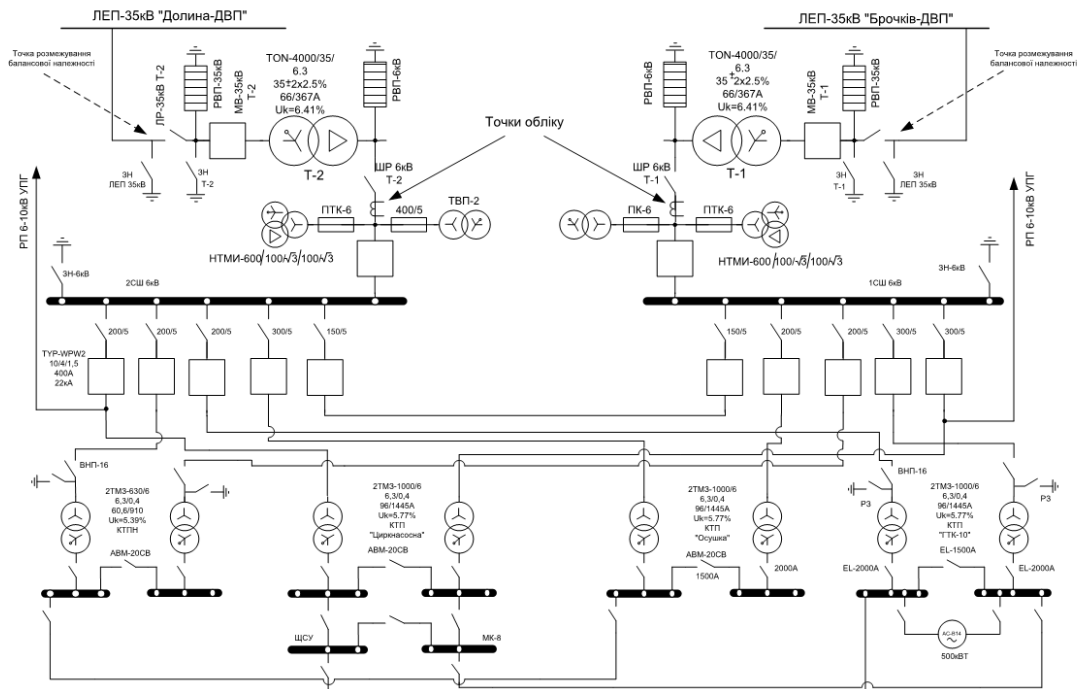 ЛЕП-35кВ "Долина-ДВП"
ЛЕП-35кВ "Брочків-ДВП"
Точка розмежування
балансової належності
ЛР-35кВ Т-2
РВП-35кВ
МВ-35кВ
Т-2
TON-4000/35/
6.3
35±2x2.5%
66/367А
Uk=6.41%
РВП-6кВ
Т-2
ЗН
ЛЕП 35кВ
ЗН
Т-2
ШР 6кВ
Т-2
Точки обліку
РВП-6кВ
TON-4000/35/
6.3
35±2x2.5%
66/367А
Uk=6.41%
МВ-35кВ
Т-1
РВП-35кВ
Точка розмежування
балансової належності
Т-1
ШР 6кВ
Т-1
ЗН
Т-1
ЗН
ЛЕП 35кВ
РП 6-10кВ УПГ
РП 6-10кВ УПГ
ПТК-6
400/5
ТВП-2
НТМИ-600/100/√3/100/√3
ПК-6
ПТК-6
НТМИ-600/100/√3/100/√3
ЗН-6кВ
2СШ 6кВ
1СШ 6кВ
ЗН-6кВ
200/5
200/5
200/5
300/5
150/5
150/5
200/5
200/5
300/5
300/5
TYP-WPW2
10/4/1,5
400А
22кА
ВНП-16
2ТМЗ-630/6
6,3/0,4
60,6/910
Uk=5.39%
КТПН
АВМ-20СВ
2ТМЗ-1000/6
6,3/0,4
96/1445А
Uk=5.77%
КТП
"Циркнасосна"
АВМ-20СВ
2ТМЗ-1000/6
6,3/0,4
96/1445А
Uk=5.77%
КТП
"Осушка"
АВМ-20СВ
1500А
2000А
ВНП-16
РЗ
2ТМЗ-1000/6
6,3/0,4
96/1445А
Uk=5.77%
КТП
"ГТК-10"
РЗ
EL-1500А
EL-2000А
EL-2000А
ЩСУ
МК-8
АС-В14
500кВТ